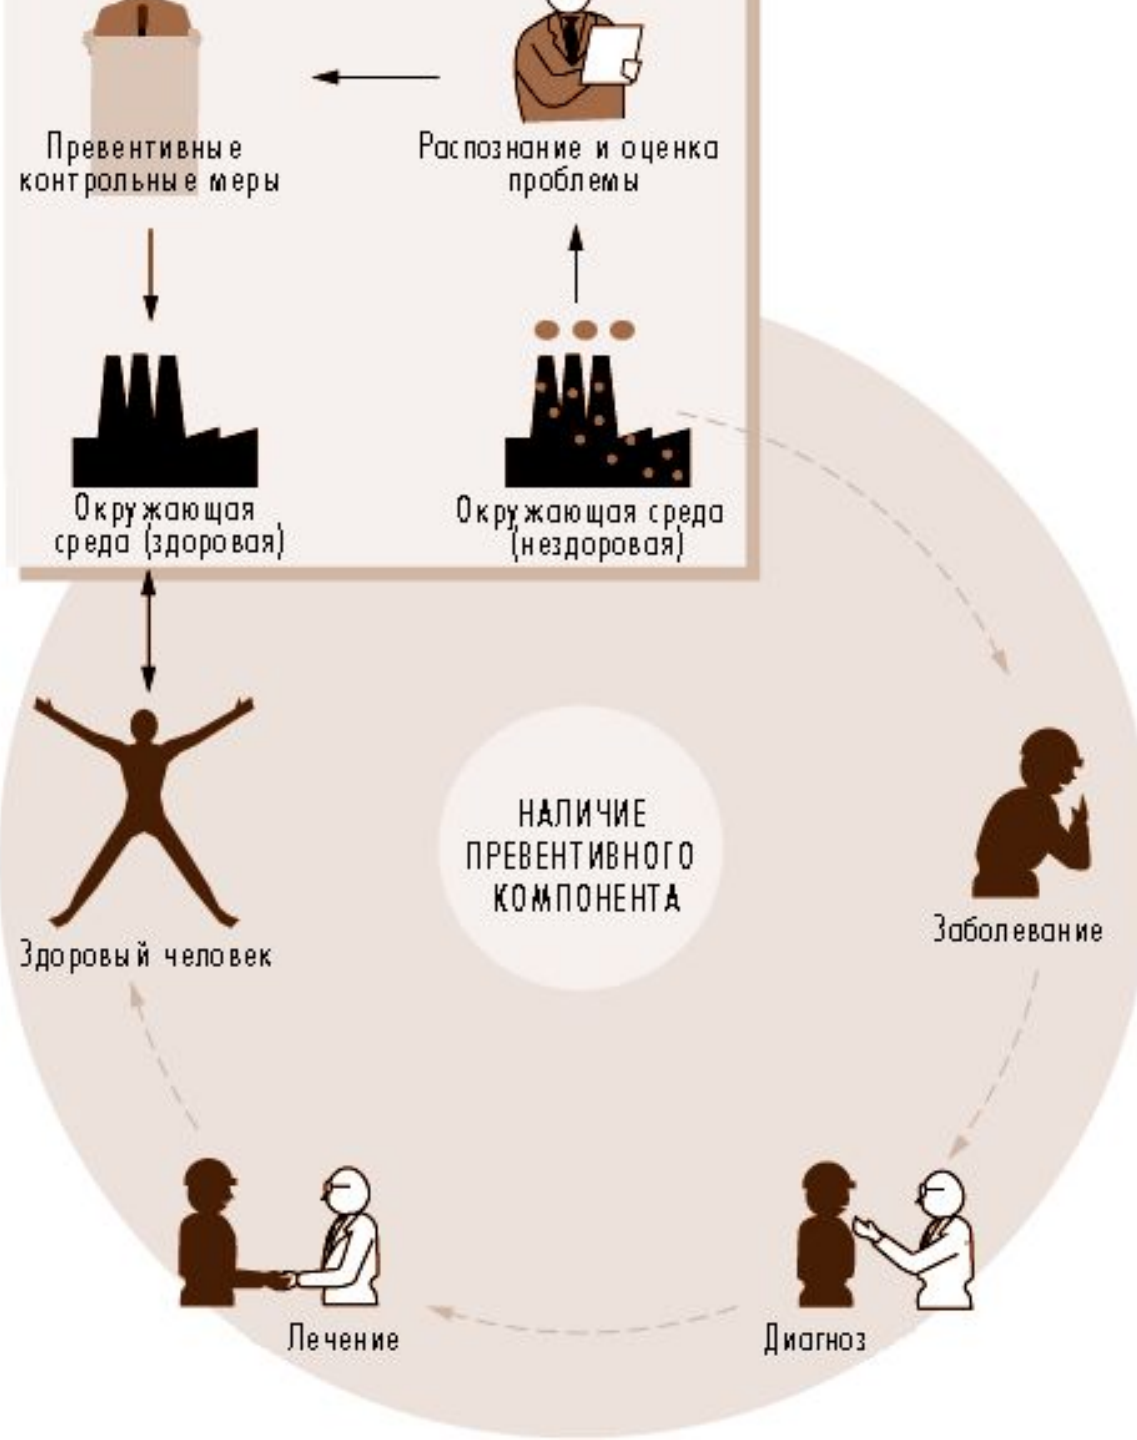 Превентивные
контрольные меры
Распознание и оценка
проблемы
Окружающая
среда (здоровая)
Окружающая среда
(нездоровая)
НАЛИЧИЕ
ПРЕВЕНТИВНОГО
КОМПОНЕНТА
Здоровый человек
Заболевание
Лечение
Диагноз